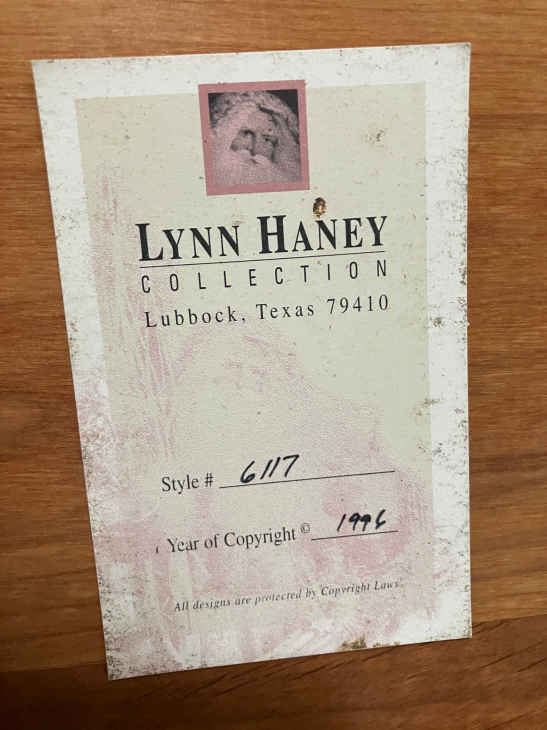 LYNN HANEY
COLLECTION
Lubbock, Texas 79410
Style # 6117
Year of Copyright © 1996
All designs are protected by Copyright Laws.